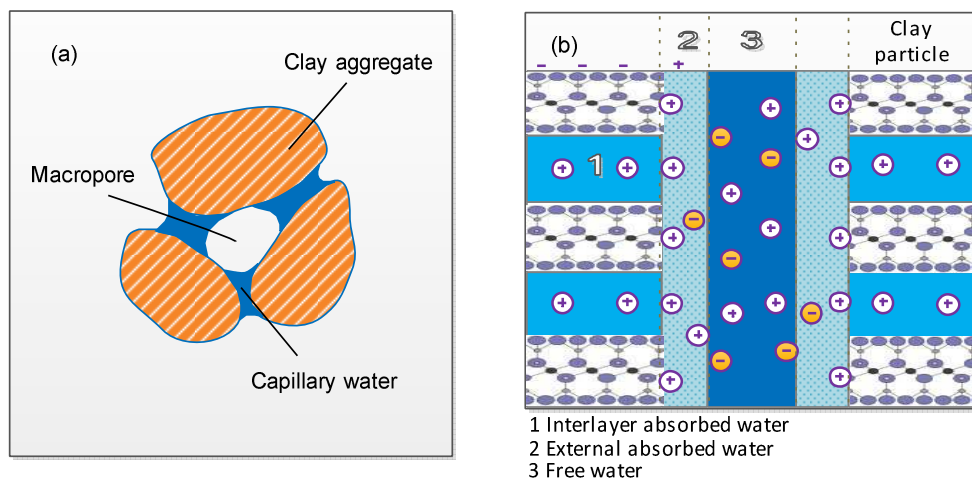 (a)
Clay aggregate
Macropore
Capillary water
(b)
2
3
Clay
particle
1
1 Interlayer absorbed water
2 External absorbed water
3 Free water